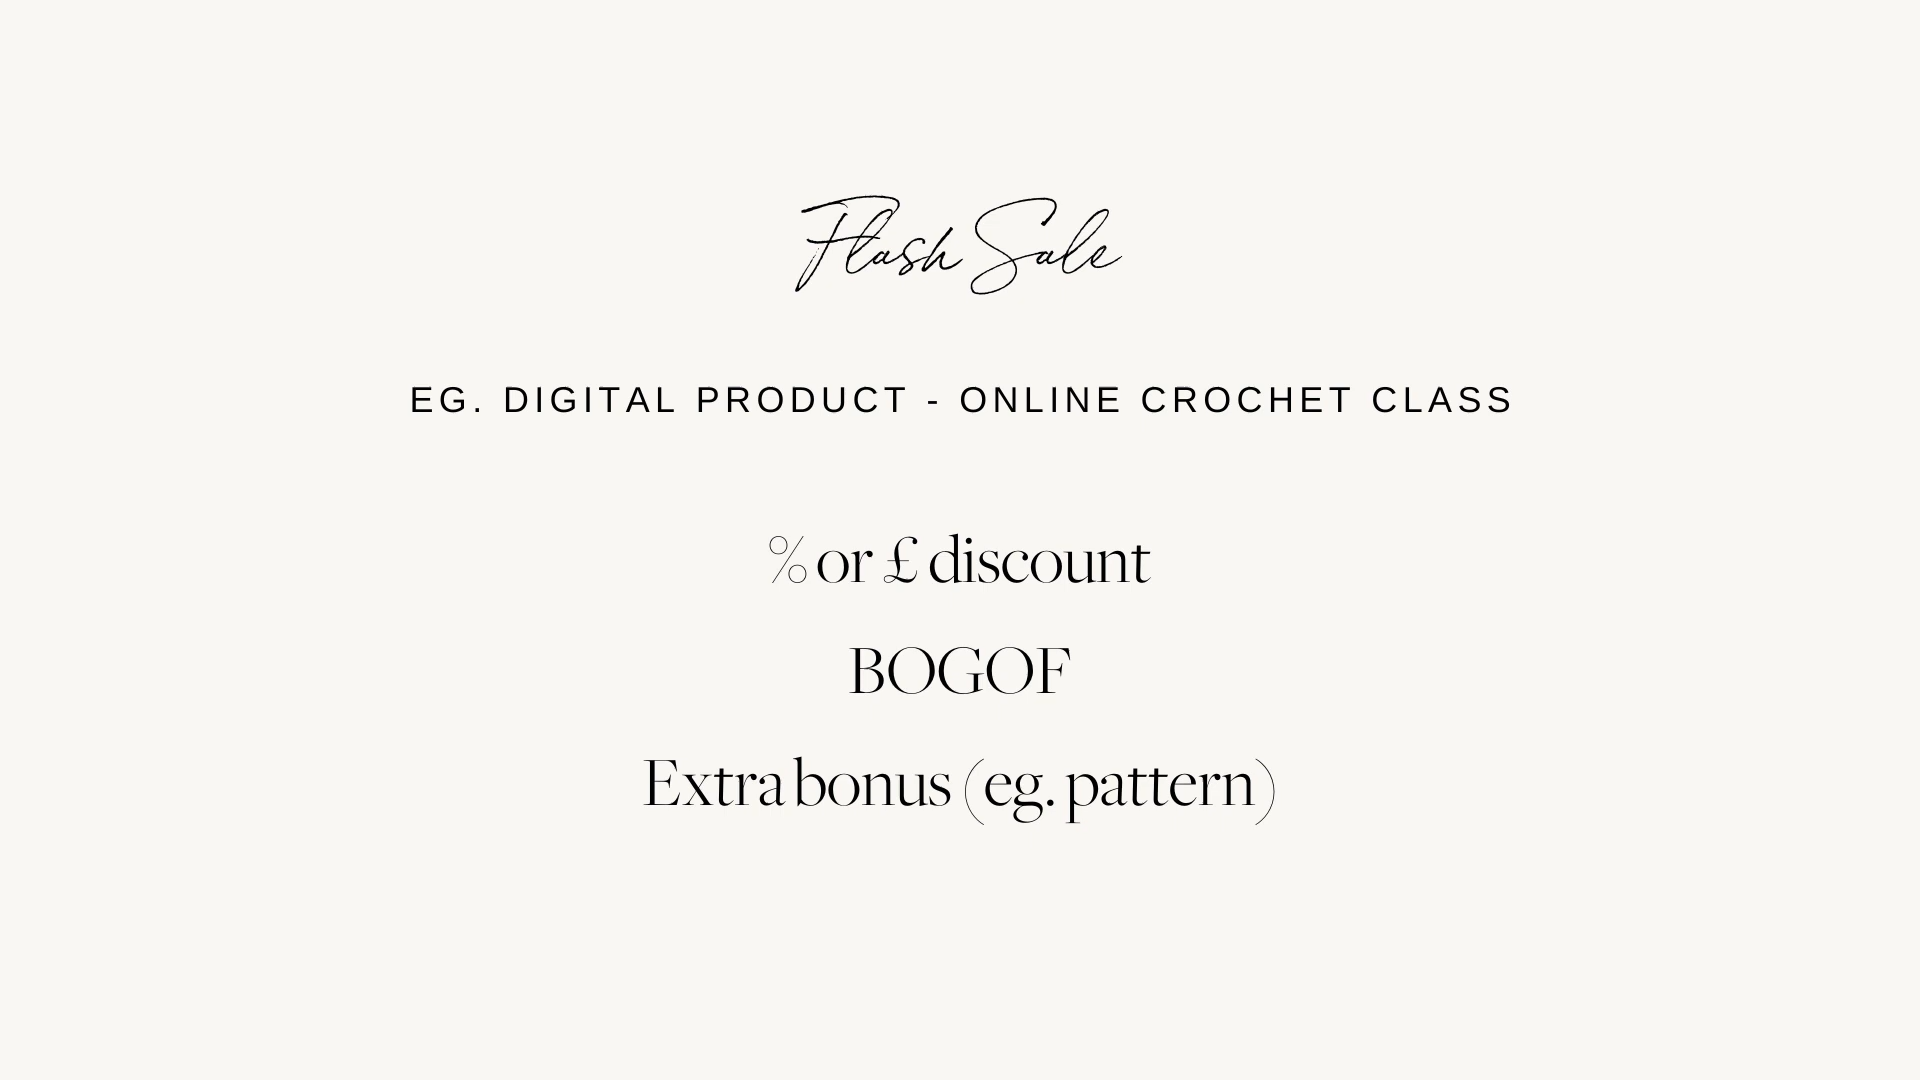 Flash Sale
EG. DIGITAL PRODUCT - ONLINE CROCHET CLASS
% or £ discount
BOGOF
Extra bonus (eg. pattern)